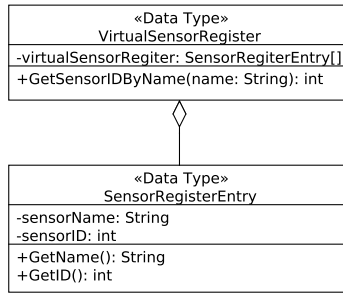 «Data Type»
VirtualSensorRegister
-virtualSensorRegiter: SensorRegiterEntry[]
+GetSensorIDByName(name: String): int
«Data Type»
SensorRegisterEntry
-sensorName: String
-sensorID: int
+GetName(): String
+GetID(): int